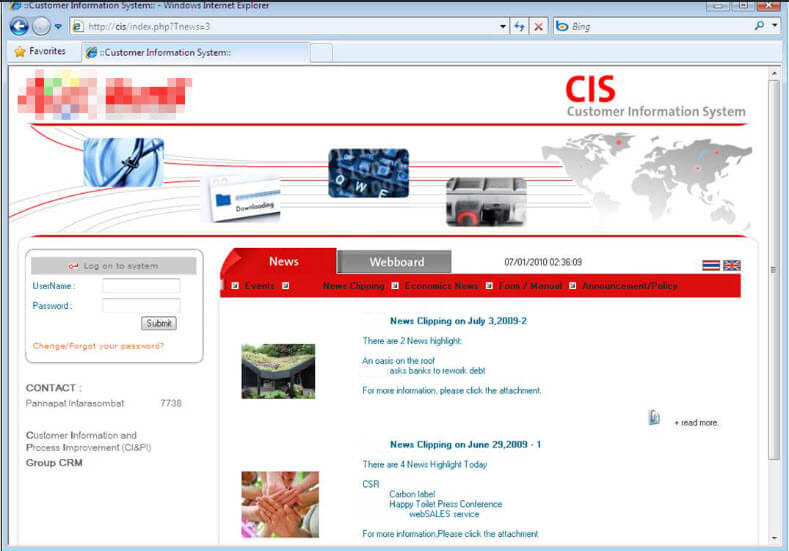 ::Customer Information System:: - Windows Internet Explorer
http://cis/index.php?Tnews=3
Bing
Favorites
::Customer Information System::
CIS
Customer Information System
Downloading
Q W E
Log on to system
UserName :
Password :
Submit
Change/Forgot your password?
CONTACT :
Pannapat Intarasombat 7738
Customer Information and
Process Improvement (CI&PI)
Group CRM
News
Webboard
07/01/2010 02:36:09
Events
News Clipping
Economics News
Form / Manual
Announcement/Policy
News Clipping on July 3,2009-2
There are 2 News highlight:
An oasis on the roof
asks banks to rework debt
For more information, please click the attachment.
+ read more.
News Clipping on June 29,2009 - 1
There are 4 News Highlight Today
CSR
Carbon label
Happy Toilet Press Conference
webSALES service
For more information,Please click the attachment